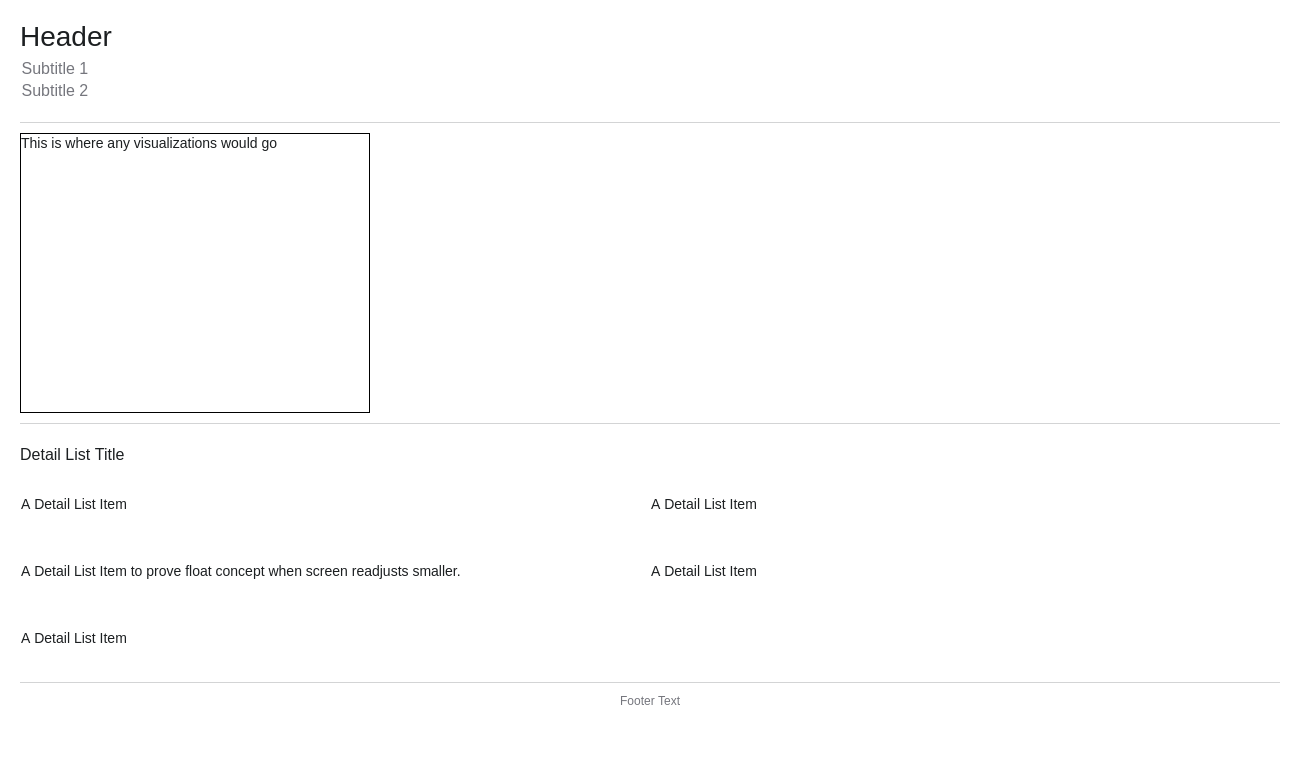 Header
Subtitle 1
Subtitle 2
This is where any visualizations would go
Detail List Title
A Detail List Item
A Detail List Item
A Detail List Item to prove float concept when screen readjusts smaller.
A Detail List Item
A Detail List Item
Footer Text